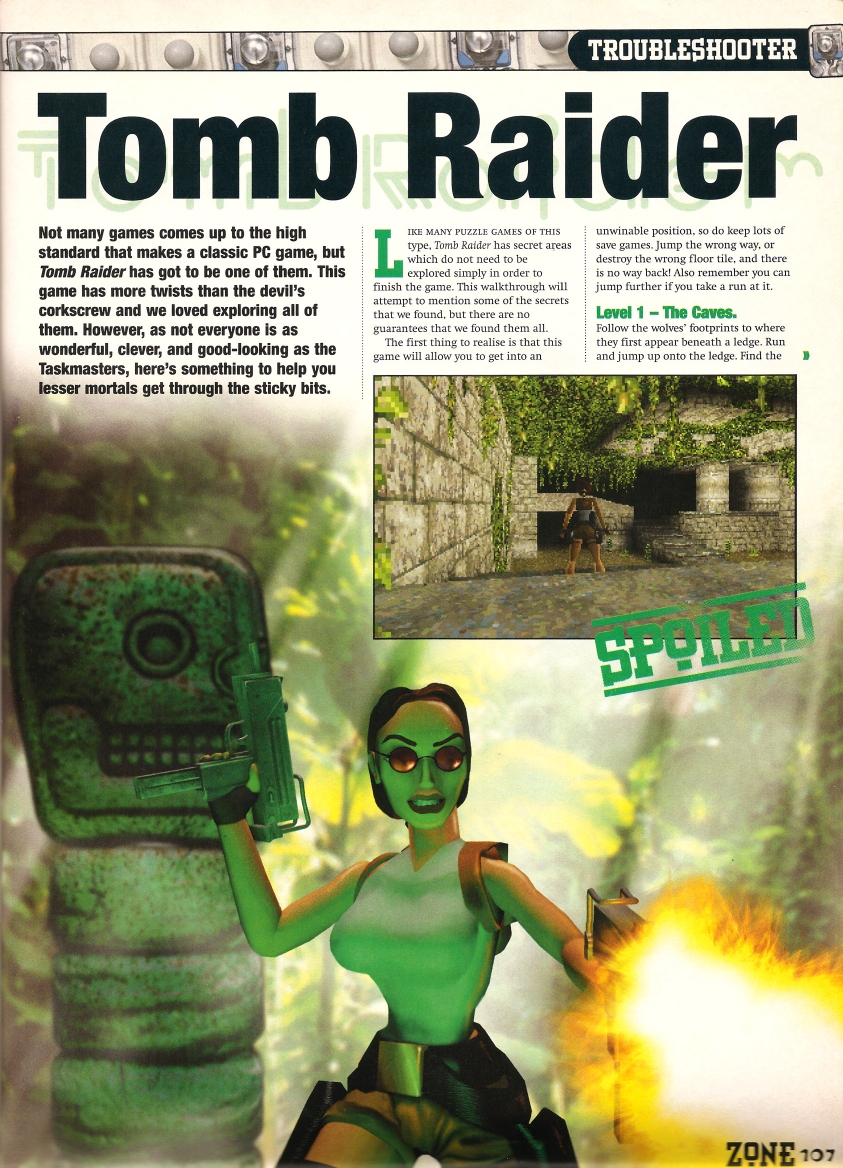 TROUBLESHOOTER
Tomb Raider
Not many games comes up to the high
standard that makes a classic PC game, but
Tomb Raider has got to be one of them. This
game has more twists than the devil's
corkscrew and we loved exploring all of
them. However, as not everyone is as
wonderful, clever, and good-looking as the
Taskmasters, here's something to help you
lesser mortals get through the sticky bits.
LIKE MANY PUZZLE GAMES OF THIS
type, Tomb Raider has secret areas
which do not need to be
explored simply in order to
finish the game. This walkthrough will
attempt to mention some of the secrets
that we found, but there are no
guarantees that we found them all.
The first thing to realise is that this
game will allow you to get into an
unwinable position, so do keep lots of
save games. Jump the wrong way, or
destroy the wrong floor tile, and there
is no way back! Also remember you can
jump further if you take a run at it.
Level 1 – The Caves.
Follow the wolves' footprints to where
they first appear beneath a ledge. Run
and jump up onto the ledge. Find the
SPOILED
ZONE 107